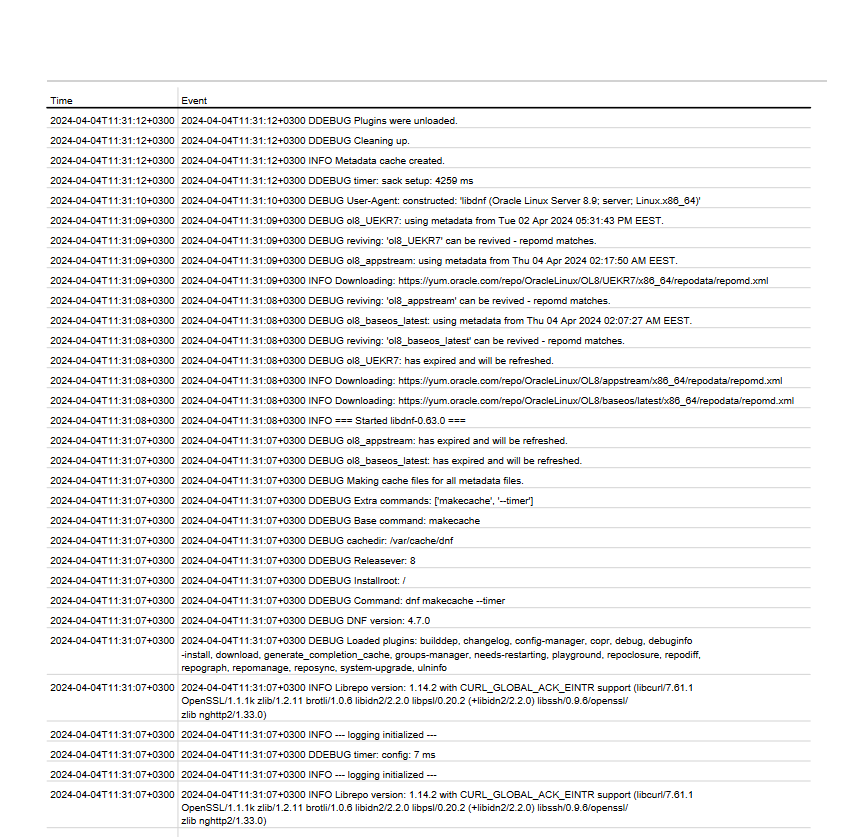 Time Event
2024-04-04T11:31:12+0300 2024-04-04T11:31:12+0300 DDEBUG Plugins were unloaded.
2024-04-04T11:31:12+0300 2024-04-04T11:31:12+0300 DDEBUG Cleaning up.
2024-04-04T11:31:12+0300 2024-04-04T11:31:12+0300 INFO Metadata cache created.
2024-04-04T11:31:12+0300 2024-04-04T11:31:12+0300 DDEBUG timer: sack setup: 4259 ms
2024-04-04T11:31:10+0300 2024-04-04T11:31:10+0300 DEBUG User-Agent: constructed: 'libdnf (Oracle Linux Server 8.9; server; Linux.x86_64)'
2024-04-04T11:31:09+0300 2024-04-04T11:31:09+0300 DEBUG ol8_UEKR7: using metadata from Tue 02 Apr 2024 05:31:43 PM EEST.
2024-04-04T11:31:09+0300 2024-04-04T11:31:09+0300 DEBUG reviving: 'ol8_UEKR7' can be revived - repomd matches.
2024-04-04T11:31:09+0300 2024-04-04T11:31:09+0300 DEBUG ol8_appstream: using metadata from Thu 04 Apr 2024 02:17:50 AM EEST.
2024-04-04T11:31:09+0300 2024-04-04T11:31:09+0300 INFO Downloading: https://yum.oracle.com/repo/OracleLinux/OL8/UEKR7/x86_64/repodata/repomd.xml
2024-04-04T11:31:08+0300 2024-04-04T11:31:08+0300 DEBUG reviving: 'ol8_appstream' can be revived - repomd matches.
2024-04-04T11:31:08+0300 2024-04-04T11:31:08+0300 DEBUG ol8_baseos_latest: using metadata from Thu 04 Apr 2024 02:07:27 AM EEST.
2024-04-04T11:31:08+0300 2024-04-04T11:31:08+0300 DEBUG reviving: 'ol8_baseos_latest' can be revived - repomd matches.
2024-04-04T11:31:08+0300 2024-04-04T11:31:08+0300 DEBUG ol8_UEKR7: has expired and will be refreshed.
2024-04-04T11:31:08+0300 2024-04-04T11:31:08+0300 INFO Downloading: https://yum.oracle.com/repo/OracleLinux/OL8/appstream/x86_64/repodata/repomd.xml
2024-04-04T11:31:08+0300 2024-04-04T11:31:08+0300 INFO Downloading: https://yum.oracle.com/repo/OracleLinux/OL8/baseos/latest/x86_64/repodata/repomd.xml
2024-04-04T11:31:08+0300 2024-04-04T11:31:08+0300 INFO === Started libdnf-0.63.0 ===
2024-04-04T11:31:07+0300 2024-04-04T11:31:07+0300 DEBUG ol8_appstream: has expired and will be refreshed.
2024-04-04T11:31:07+0300 2024-04-04T11:31:07+0300 DEBUG ol8_baseos_latest: has expired and will be refreshed.
2024-04-04T11:31:07+0300 2024-04-04T11:31:07+0300 DEBUG Making cache files for all metadata files.
2024-04-04T11:31:07+0300 2024-04-04T11:31:07+0300 DDEBUG Extra commands: ['makecache', '--timer']
2024-04-04T11:31:07+0300 2024-04-04T11:31:07+0300 DDEBUG Base command: makecache
2024-04-04T11:31:07+0300 2024-04-04T11:31:07+0300 DEBUG cachedir: /var/cache/dnf
2024-04-04T11:31:07+0300 2024-04-04T11:31:07+0300 DDEBUG Releasever: 8
2024-04-04T11:31:07+0300 2024-04-04T11:31:07+0300 DDEBUG Installroot: /
2024-04-04T11:31:07+0300 2024-04-04T11:31:07+0300 DDEBUG Command: dnf makecache --timer
2024-04-04T11:31:07+0300 2024-04-04T11:31:07+0300 DEBUG DNF version: 4.7.0
2024-04-04T11:31:07+0300 2024-04-04T11:31:07+0300 DEBUG Loaded plugins: builddep, changelog, config-manager, copr, debug, debuginfo
-install, download, generate_completion_cache, groups-manager, needs-restarting, playground, repoclosure, repodiff,
repograph, repomanage, reposync, system-upgrade, ulninfo
2024-04-04T11:31:07+0300 2024-04-04T11:31:07+0300 INFO Librepo version: 1.14.2 with CURL_GLOBAL_ACK_EINTR support (libcurl/7.61.1
OpenSSL/1.1.1k zlib/1.2.11 brotli/1.0.6 libidn2/2.2.0 libpsl/0.20.2 (+libidn2/2.2.0) libssh/0.9.6/openssl/
zlib nghttp2/1.33.0)
2024-04-04T11:31:07+0300 2024-04-04T11:31:07+0300 INFO --- logging initialized ---
2024-04-04T11:31:07+0300 2024-04-04T11:31:07+0300 DDEBUG timer: config: 7 ms
2024-04-04T11:31:07+0300 2024-04-04T11:31:07+0300 INFO --- logging initialized ---
2024-04-04T11:31:07+0300 2024-04-04T11:31:07+0300 INFO Librepo version: 1.14.2 with CURL_GLOBAL_ACK_EINTR support (libcurl/7.61.1
OpenSSL/1.1.1k zlib/1.2.11 brotli/1.0.6 libidn2/2.2.0 libpsl/0.20.2 (+libidn2/2.2.0) libssh/0.9.6/openssl/
zlib nghttp2/1.33.0)